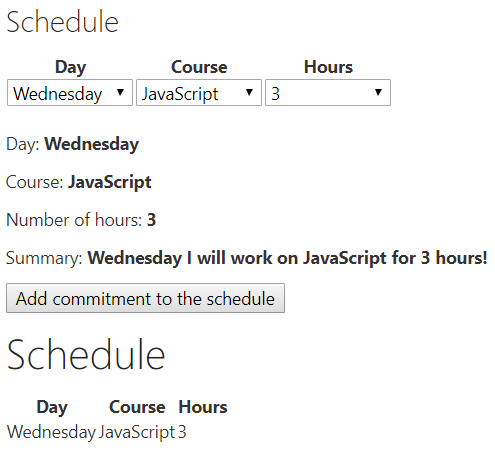 Schedule
Day Course Hours
Wednesday JavaScript 3
Day: Wednesday
Course: JavaScript
Number of hours: 3
Summary: Wednesday I will work on JavaScript for 3 hours!
Add commitment to the schedule
Schedule
Day Course Hours
Wednesday JavaScript 3